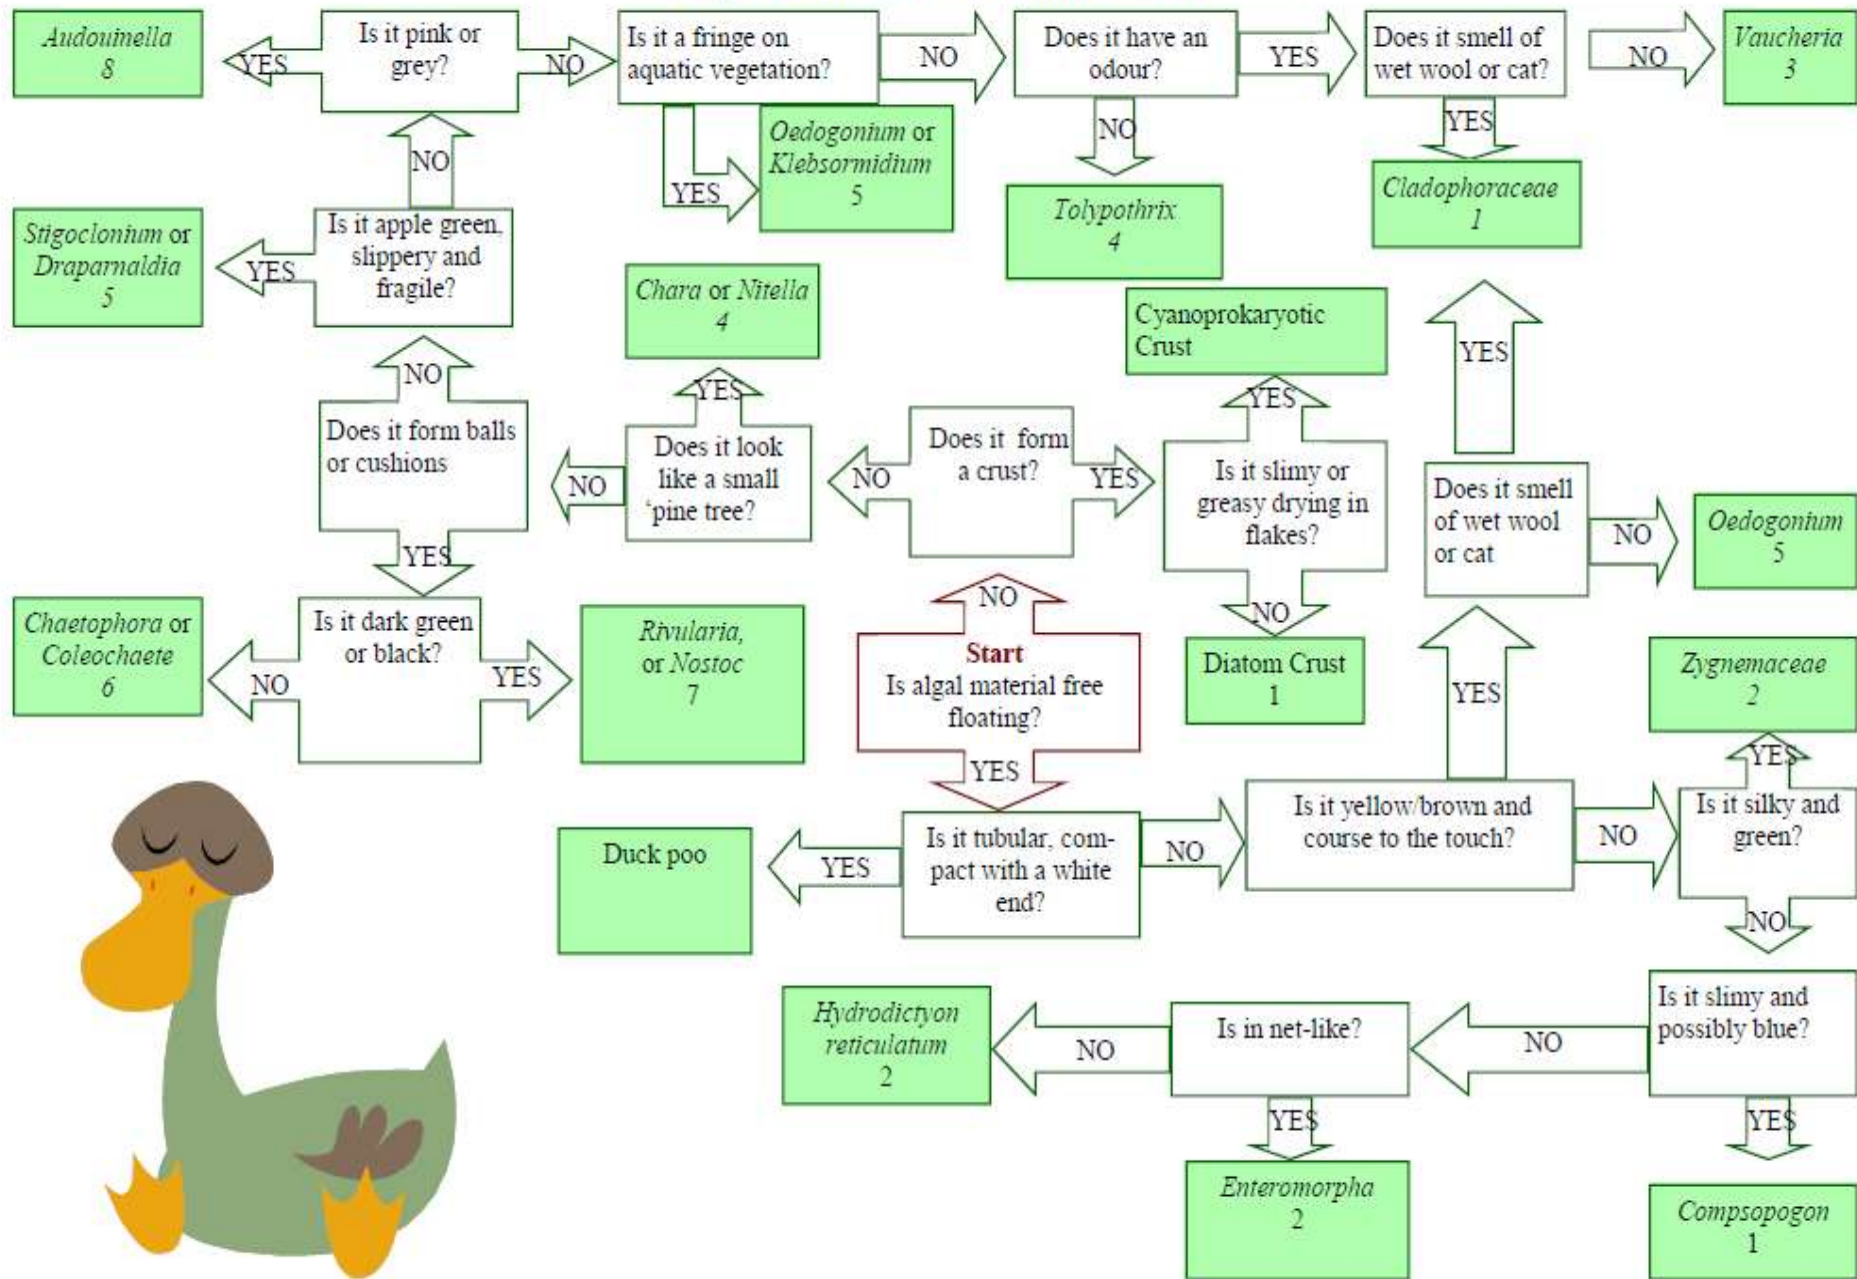 Audouinella
8
YES
Is it pink or
grey?
NO
Is it a fringe on
aquatic vegetation?
NO
Does it have an
odour?
YES
Does it smell of
wet wool or cat?
NO
Vaucheria
3
NO
YES
Oedogonium or
Klebsormidium
5
NO
YES
Tolypothrix
4
Cladophoraceae
1
Stigoclonium or
Draparnaldia
5
YES
Is it apple green,
slippery and
fragile?
Chara or Nitella
4
Cyanoprokaryotic
Crust
YES
NO
YES
YES
Does it form balls
or cushions
NO
Does it look
like a small
‘pine tree?
NO
Does it form
a crust?
YES
Is it slimy or
greasy drying in
flakes?
Does it smell
of wet wool
or cat
NO
Oedogonium
5
YES
NO
NO
Chaetophora or
Coleochaete
6
NO
Is it dark green
or black?
YES
Rivularia,
or Nostoc
7
Start
Is algal material free
floating?
Diatom Crust
1
YES
Zygnemaceae
2
YES
YES
Duck poo
YES
Is it tubular, com-
pact with a white
end?
NO
Is it yellow/brown and
course to the touch?
NO
Is it silky and
green?
NO
Hydrodictyon
reticulatum
2
NO
Is in net-like?
NO
Is it slimy and
possibly blue?
YES
YES
Enteromorpha
2
Compsopogon
1